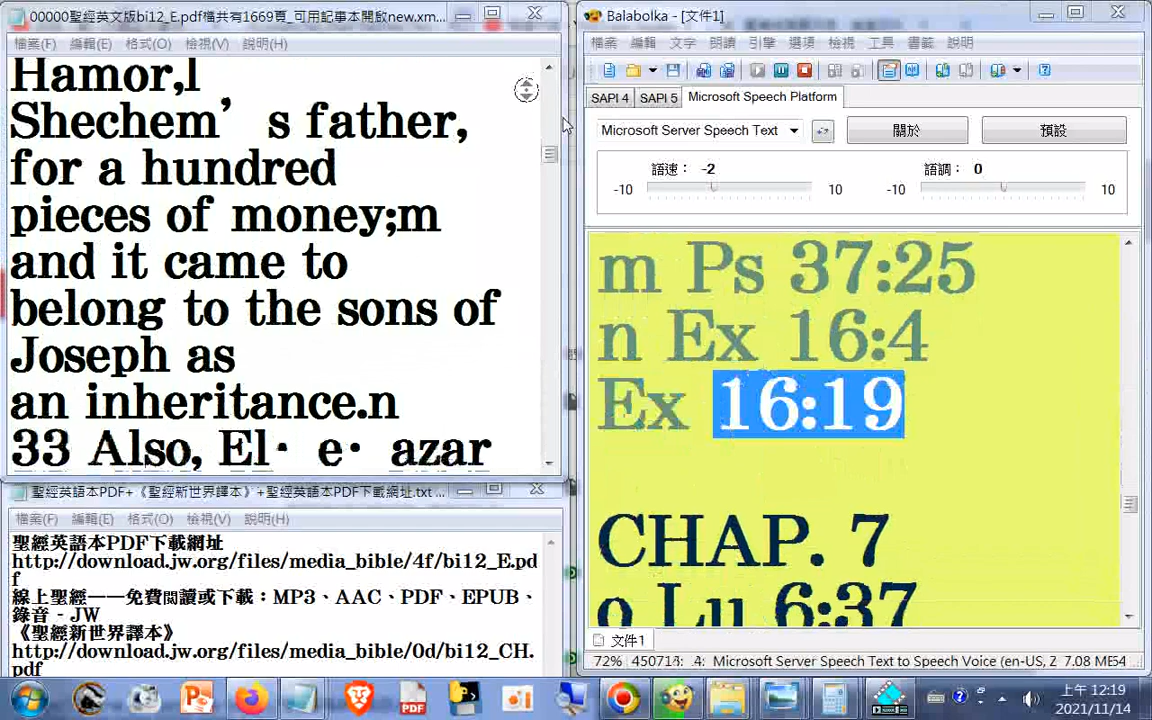 00000聖經英文版bi12_E.pdf檔共有1669頁_可用記事本開啟new.xm...
檔案(F) 編輯(E) 格式(O) 檢視(V) 說明(H)
Hamor,l
Shechem’s father,
for a hundred
pieces of money;m
and it came to
belong to the sons of
Joseph as
an inheritance.n
33 Also, El· e· azar
聖經英語本PDF+《聖經新世界譯本》+聖經英語本PDF下載網址.txt ...
檔案(F) 編輯(E) 格式(O) 檢視(V) 說明(H)
聖經英語本PDF下載網址
http://download.jw.org/files/media_bible/4f/bi12_E.pd
f
線上聖經——免費閱讀或下載：MP3、AAC、PDF、EPUB、
錄音 - JW
《聖經新世界譯本》
http://download.jw.org/files/media_bible/0d/bi12_CH.
pdf
Balabolka - [文件1]
檔案 編輯 文字 朗讀 引擎 選項 檢視 工具 書籤 說明
SAPI 4 SAPI 5 Microsoft Speech Platform
Microsoft Server Speech Text 關於 預設
語速： -2 語調： 0
-10 10 -10 10
m Ps 37:25
n Ex 16:4
Ex 16:19
CHAP. 7
o Lu 6:37
文件1
72% Microsoft Server Speech Text to Speech Voice (en-US, Z 7.08 ME
上午 12:19
2021/11/14